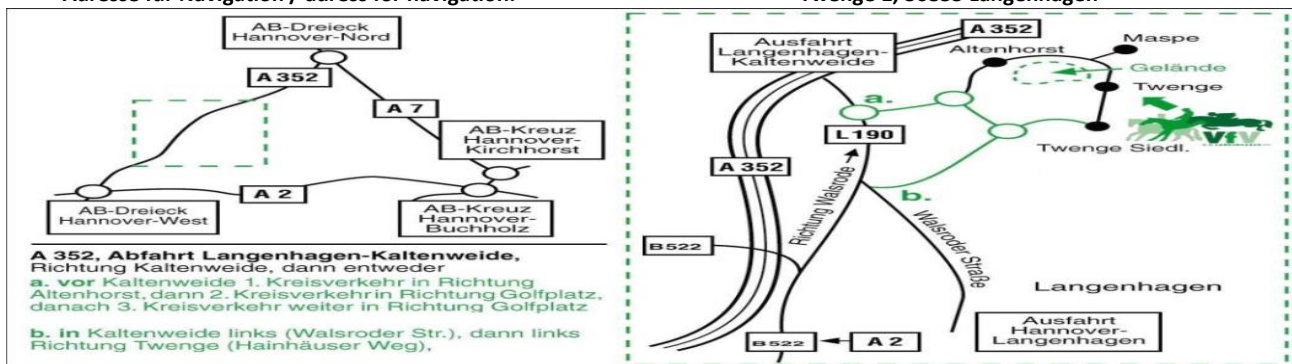 AB-Dreieck
Hannover-Nord
A 352
A 7
AB-Kreuz
Hannover-
Kirchhorst
A 2
AB-Dreieck
Hannover-West
AB-Kreuz
Hannover-
Buchholz
A 352, Abfahrt Langenhagen-Kaltenweide,
Richtung Kaltenweide, dann entweder
a. vor Kaltenweide 1. Kreisverkehr in Richtung
Altenhorst, dann 2. Kreisverkehr in Richtung Golfplatz,
danach 3. Kreisverkehr weiter in Richtung Golfplatz
b. in Kaltenweide links (Walsroder Str.), dann links
Richtung Twenge (Hainhäuser Weg),
A 352
Ausfahrt
Langenhagen-
Kaltenweide
Altenhorst
Maspe
Gelände
Twenge
a.
L 190
VfV
Twenge Siedl.
A 352
b.
Richtung Walsrode
Walsroder Straße
B 522
Langenhagen
Ausfahrt
Hannover-
Langenhagen
B 522
A 2